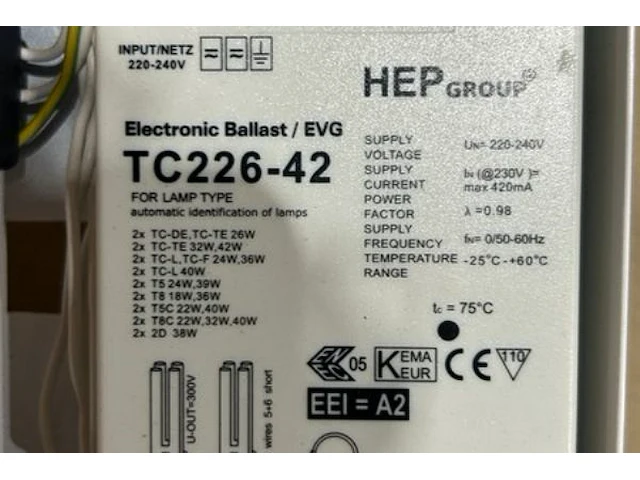 INPUT/NETZ
220-240V
HEP GROUP
Electronic Ballast / EVG
TC226-42
FOR LAMP TYPE
automatic identification of lamps
2x TC-DE,TC-TE 26W
2x TC-TE 32W,42W
2x TC-L,TC-F 24W,36W
2x TC-L 40W
2x T5 24W,39W
2x T8 18W,36W
2x T5C 22W,40W
2x T8C 22W,32W,40W
2x 2D 38W
SUPPLY VOLTAGE UN= 220-240V
SUPPLY CURRENT IN (@230V )= max 420mA
POWER FACTOR λ =0.98
SUPPLY FREQUENCY fN= 0/50-60Hz
TEMPERATURE RANGE -25°C -+60°C
tc = 75°C
ENEC 05
KEMA
KEUR
CE
110
EEI = A2
U-OUT=300V
wires 5+6 short